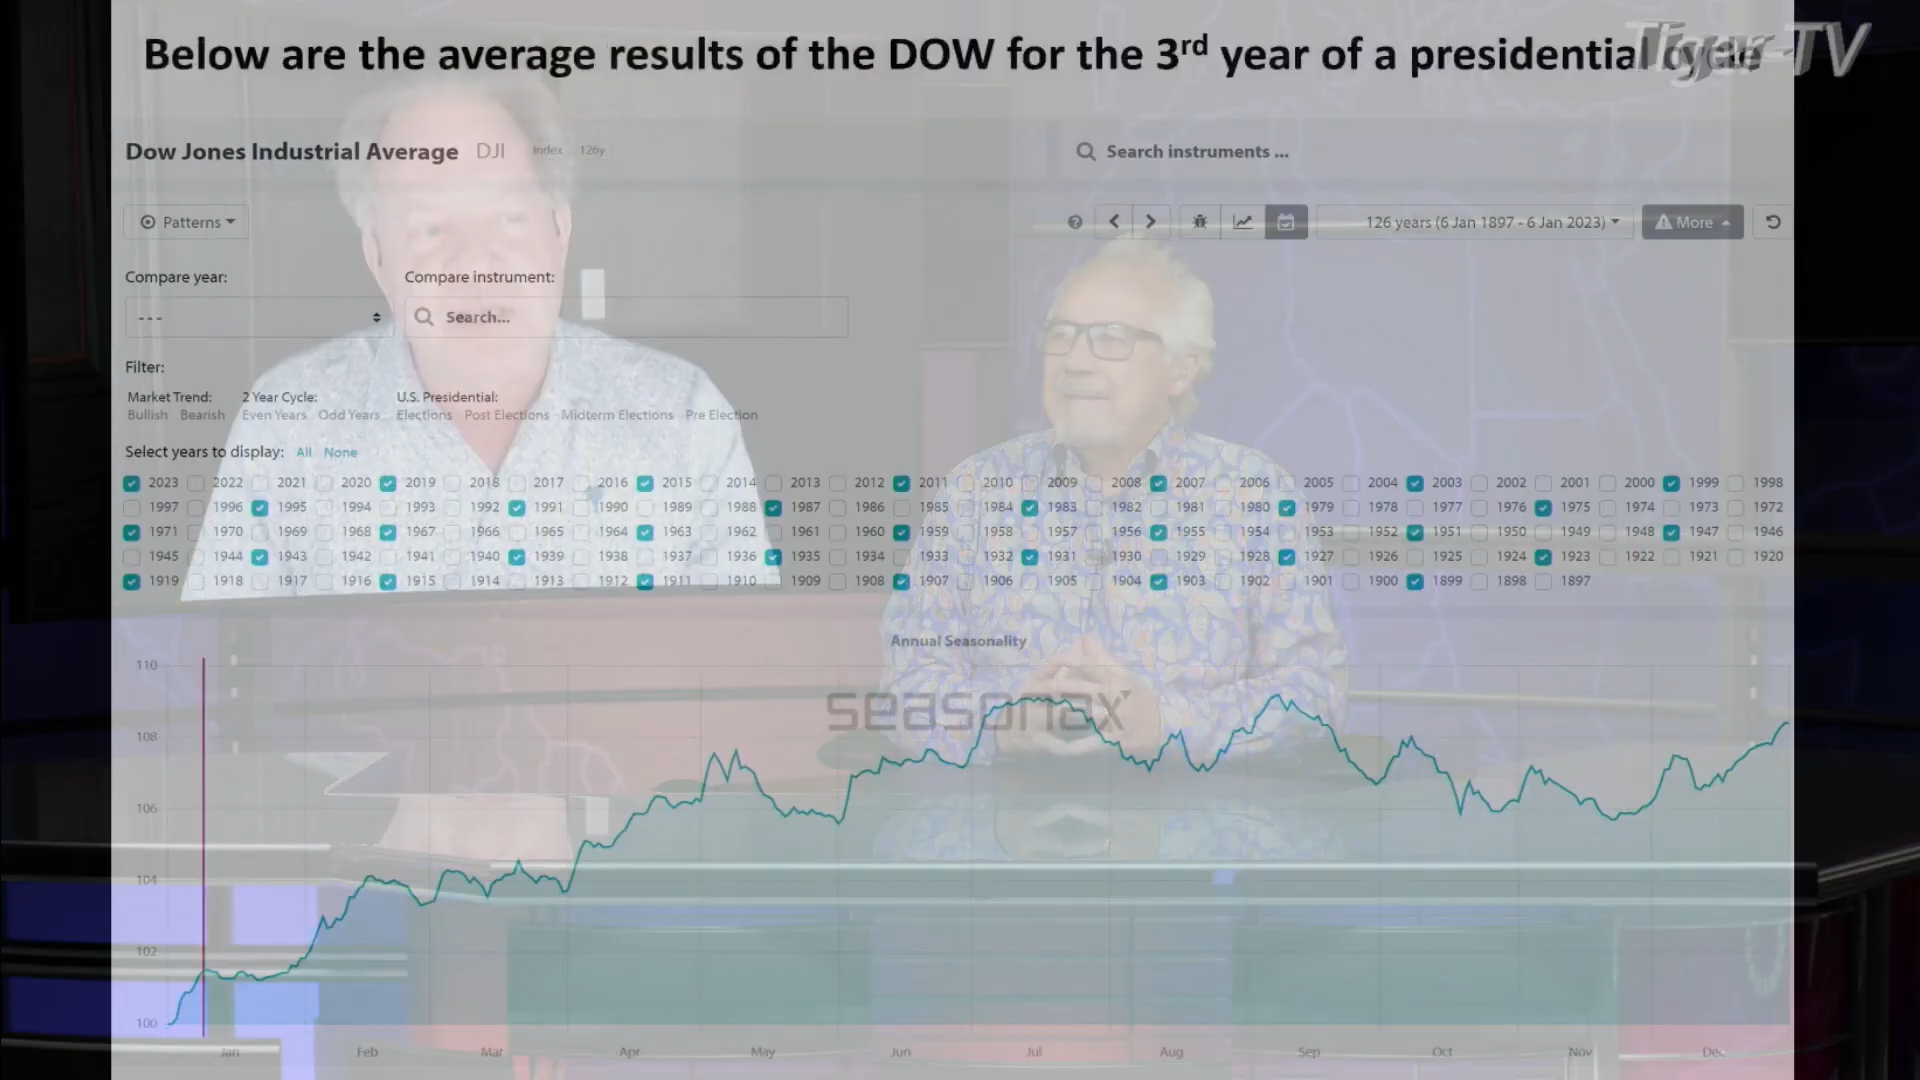 Below are the average results of the DOW for the 3rd year of a presidential cycle
Tiger-TV
Dow Jones Industrial Average DJI Index 126y
Search instruments ...
Patterns
126 years (6 Jan 1897 - 6 Jan 2023) More
Compare year: Compare instrument:
--- Search...
Filter:
Market Trend: 2 Year Cycle: U.S. Presidential:
Bullish Bearish Even Years Odd Years Elections Post Elections Midterm Elections Pre Election
Select years to display: All None
2023 2022 2021 2020 2019 2018 2017 2016 2015 2014 2013 2012 2011 2010 2009 2008 2007 2006 2005 2004 2003 2002 2001 2000 1999 1998
1997 1996 1995 1994 1993 1992 1991 1990 1989 1988 1987 1986 1985 1984 1983 1982 1981 1980 1979 1978 1977 1976 1975 1974 1973 1972
1971 1970 1969 1968 1967 1966 1965 1964 1963 1962 1961 1960 1959 1958 1957 1956 1955 1954 1953 1952 1951 1950 1949 1948 1947 1946
1945 1944 1943 1942 1941 1940 1939 1938 1937 1936 1935 1934 1933 1932 1931 1930 1929 1928 1927 1926 1925 1924 1923 1922 1921 1920
1919 1918 1917 1916 1915 1914 1913 1912 1911 1910 1909 1908 1907 1906 1905 1904 1903 1902 1901 1900 1899 1898 1897
Annual Seasonality
seasonax
110
108
106
104
102
100
Jan Feb Mar Apr May Jun Jul Aug Sep Oct Nov Dec